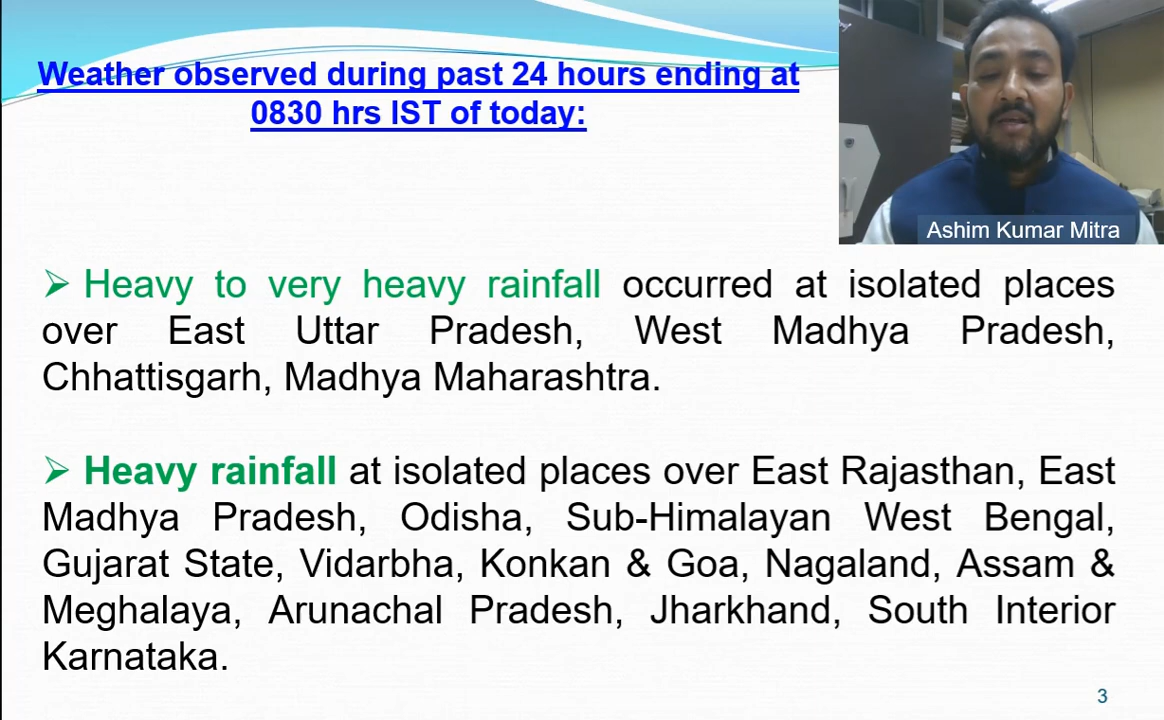 Weather observed during past 24 hours ending at
0830 hrs IST of today:
Ashim Kumar Mitra
➢ Heavy to very heavy rainfall occurred at isolated places
over East Uttar Pradesh, West Madhya Pradesh,
Chhattisgarh, Madhya Maharashtra.
➢ Heavy rainfall at isolated places over East Rajasthan, East
Madhya Pradesh, Odisha, Sub-Himalayan West Bengal,
Gujarat State, Vidarbha, Konkan & Goa, Nagaland, Assam &
Meghalaya, Arunachal Pradesh, Jharkhand, South Interior
Karnataka.
3